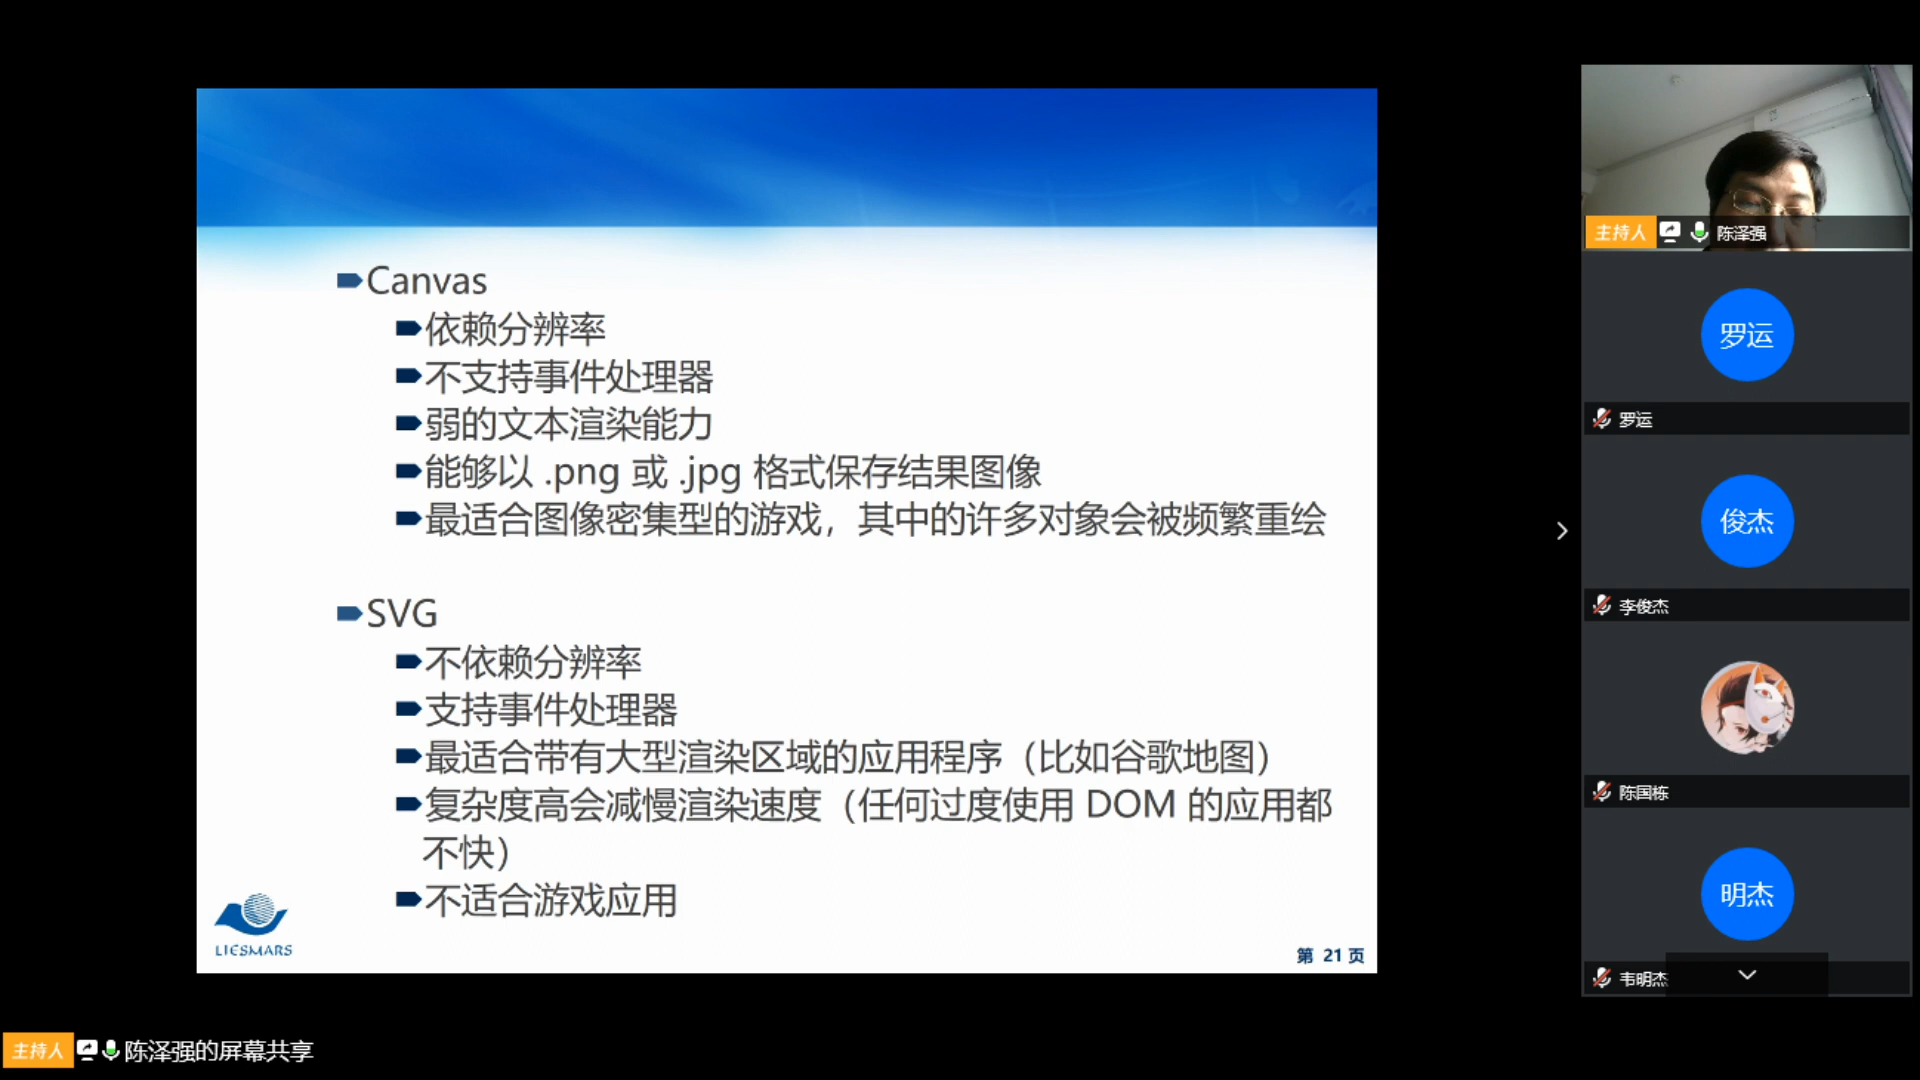 Canvas
依赖分辨率
不支持事件处理器
弱的文本渲染能力
能够以 .png 或 .jpg 格式保存结果图像
最适合图像密集型的游戏，其中的许多对象会被频繁重绘
SVG
不依赖分辨率
支持事件处理器
最适合带有大型渲染区域的应用程序（比如谷歌地图）
复杂度高会减慢渲染速度（任何过度使用 DOM 的应用都
不快）
不适合游戏应用
LIESMARS
第 21 页
主持人 陈泽强
罗运
罗运
俊杰
李俊杰
陈国栋
明杰
韦明杰
主持人 陈泽强的屏幕共享